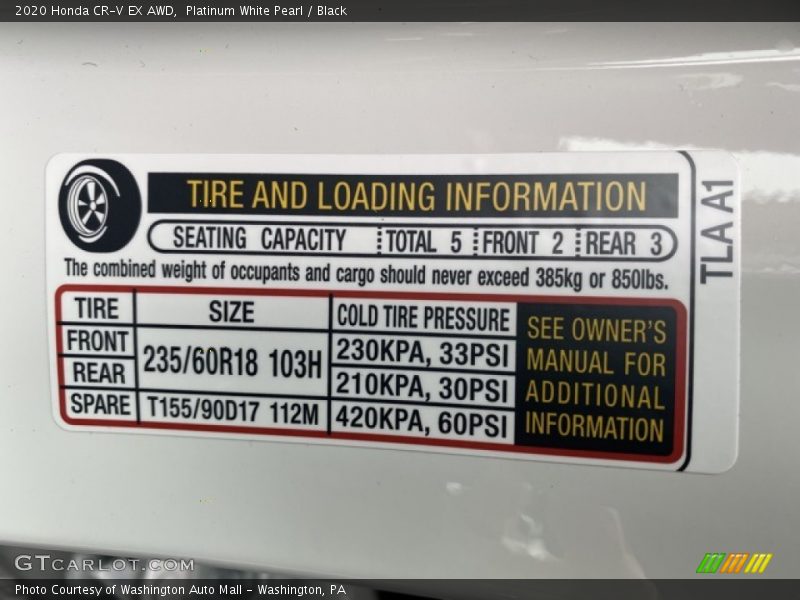 2020 Honda CR-V EX AWD,  Platinum White Pearl / Black
TIRE AND LOADING INFORMATION
SEATING CAPACITY TOTAL 5 FRONT 2 REAR 3
The combined weight of occupants and cargo should never exceed 385kg or 850lbs.
TIRE SIZE COLD TIRE PRESSURE
FRONT 235/60R18 103H 230KPA, 33PSI
REAR 210KPA, 30PSI
SPARE T155/90D17 112M 420KPA, 60PSI
SEE OWNER'S
MANUAL FOR
ADDITIONAL
INFORMATION
TLA A1
GTCARLOT.COM
Photo Courtesy of Washington Auto Mall - Washington, PA